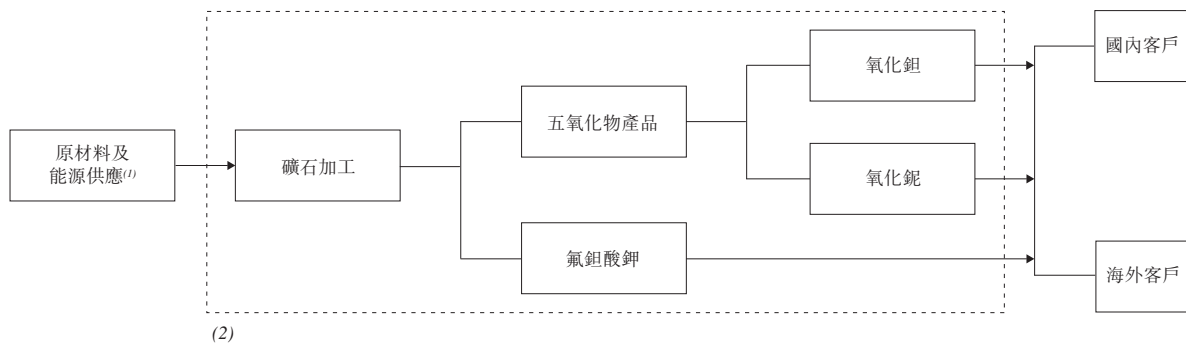 原材料及
能源供應(1)
礦石加工
五氧化物產品
氟鉭酸鉀
氧化鉭
氧化鈮
國內客戶
海外客戶
(2)